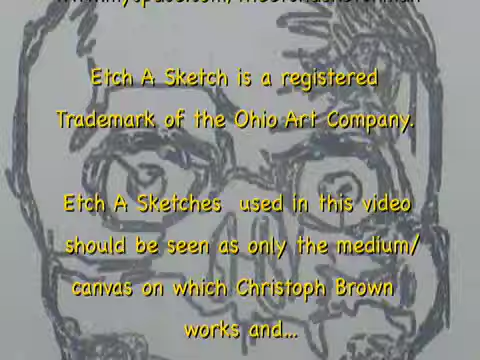 Etch A Sketch is a registered
Trademark of the Ohio Art Company.
Etch A Sketches used in this video
should be seen as only the medium/
canvas on which Christoph Brown
works and...